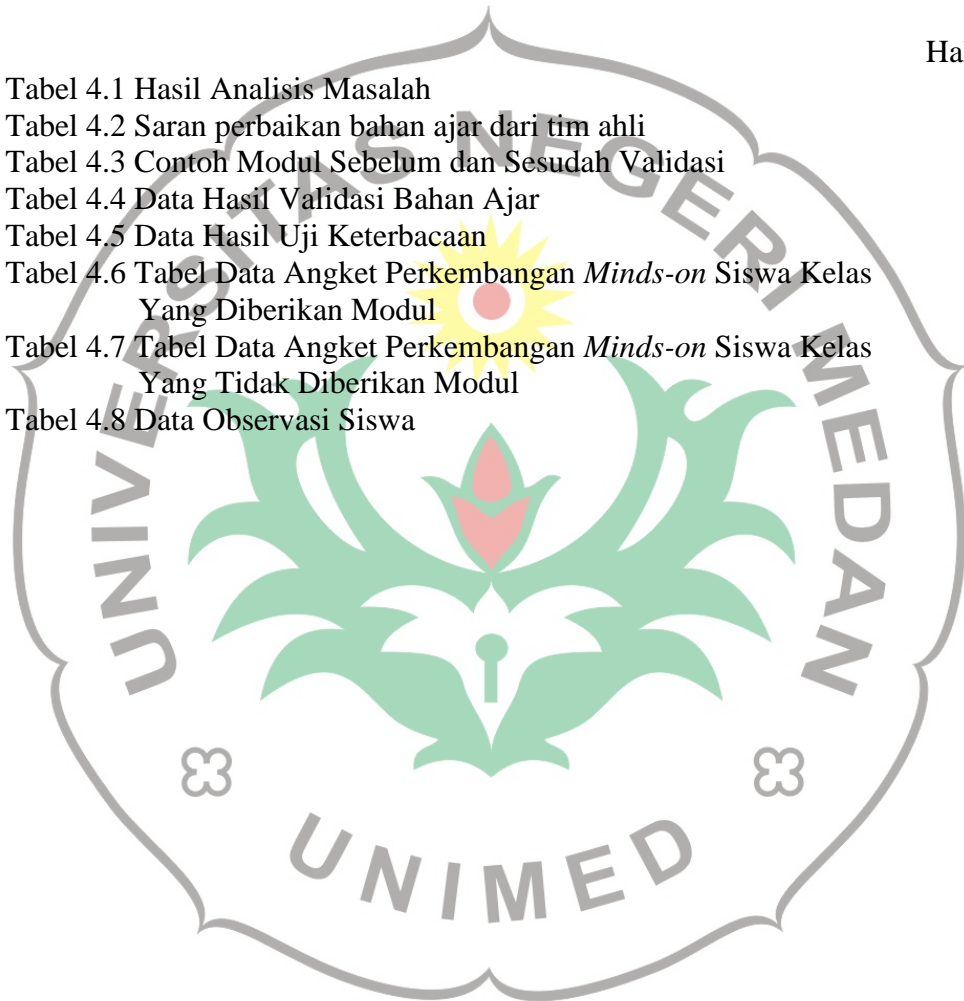 Ha
Tabel 4.1 Hasil Analisis Masalah
Tabel 4.2 Saran perbaikan bahan ajar dari tim ahli
Tabel 4.3 Contoh Modul Sebelum dan Sesudah Validasi
Tabel 4.4 Data Hasil Validasi Bahan Ajar
Tabel 4.5 Data Hasil Uji Keterbacaan
Tabel 4.6 Tabel Data Angket Perkembangan Minds-on Siswa Kelas
Yang Diberikan Modul
Tabel 4.7 Tabel Data Angket Perkembangan Minds-on Siswa Kelas
Yang Tidak Diberikan Modul
Tabel 4.8 Data Observasi Siswa
UNIVERSITAS NEGERI MEDAN
UNIMED